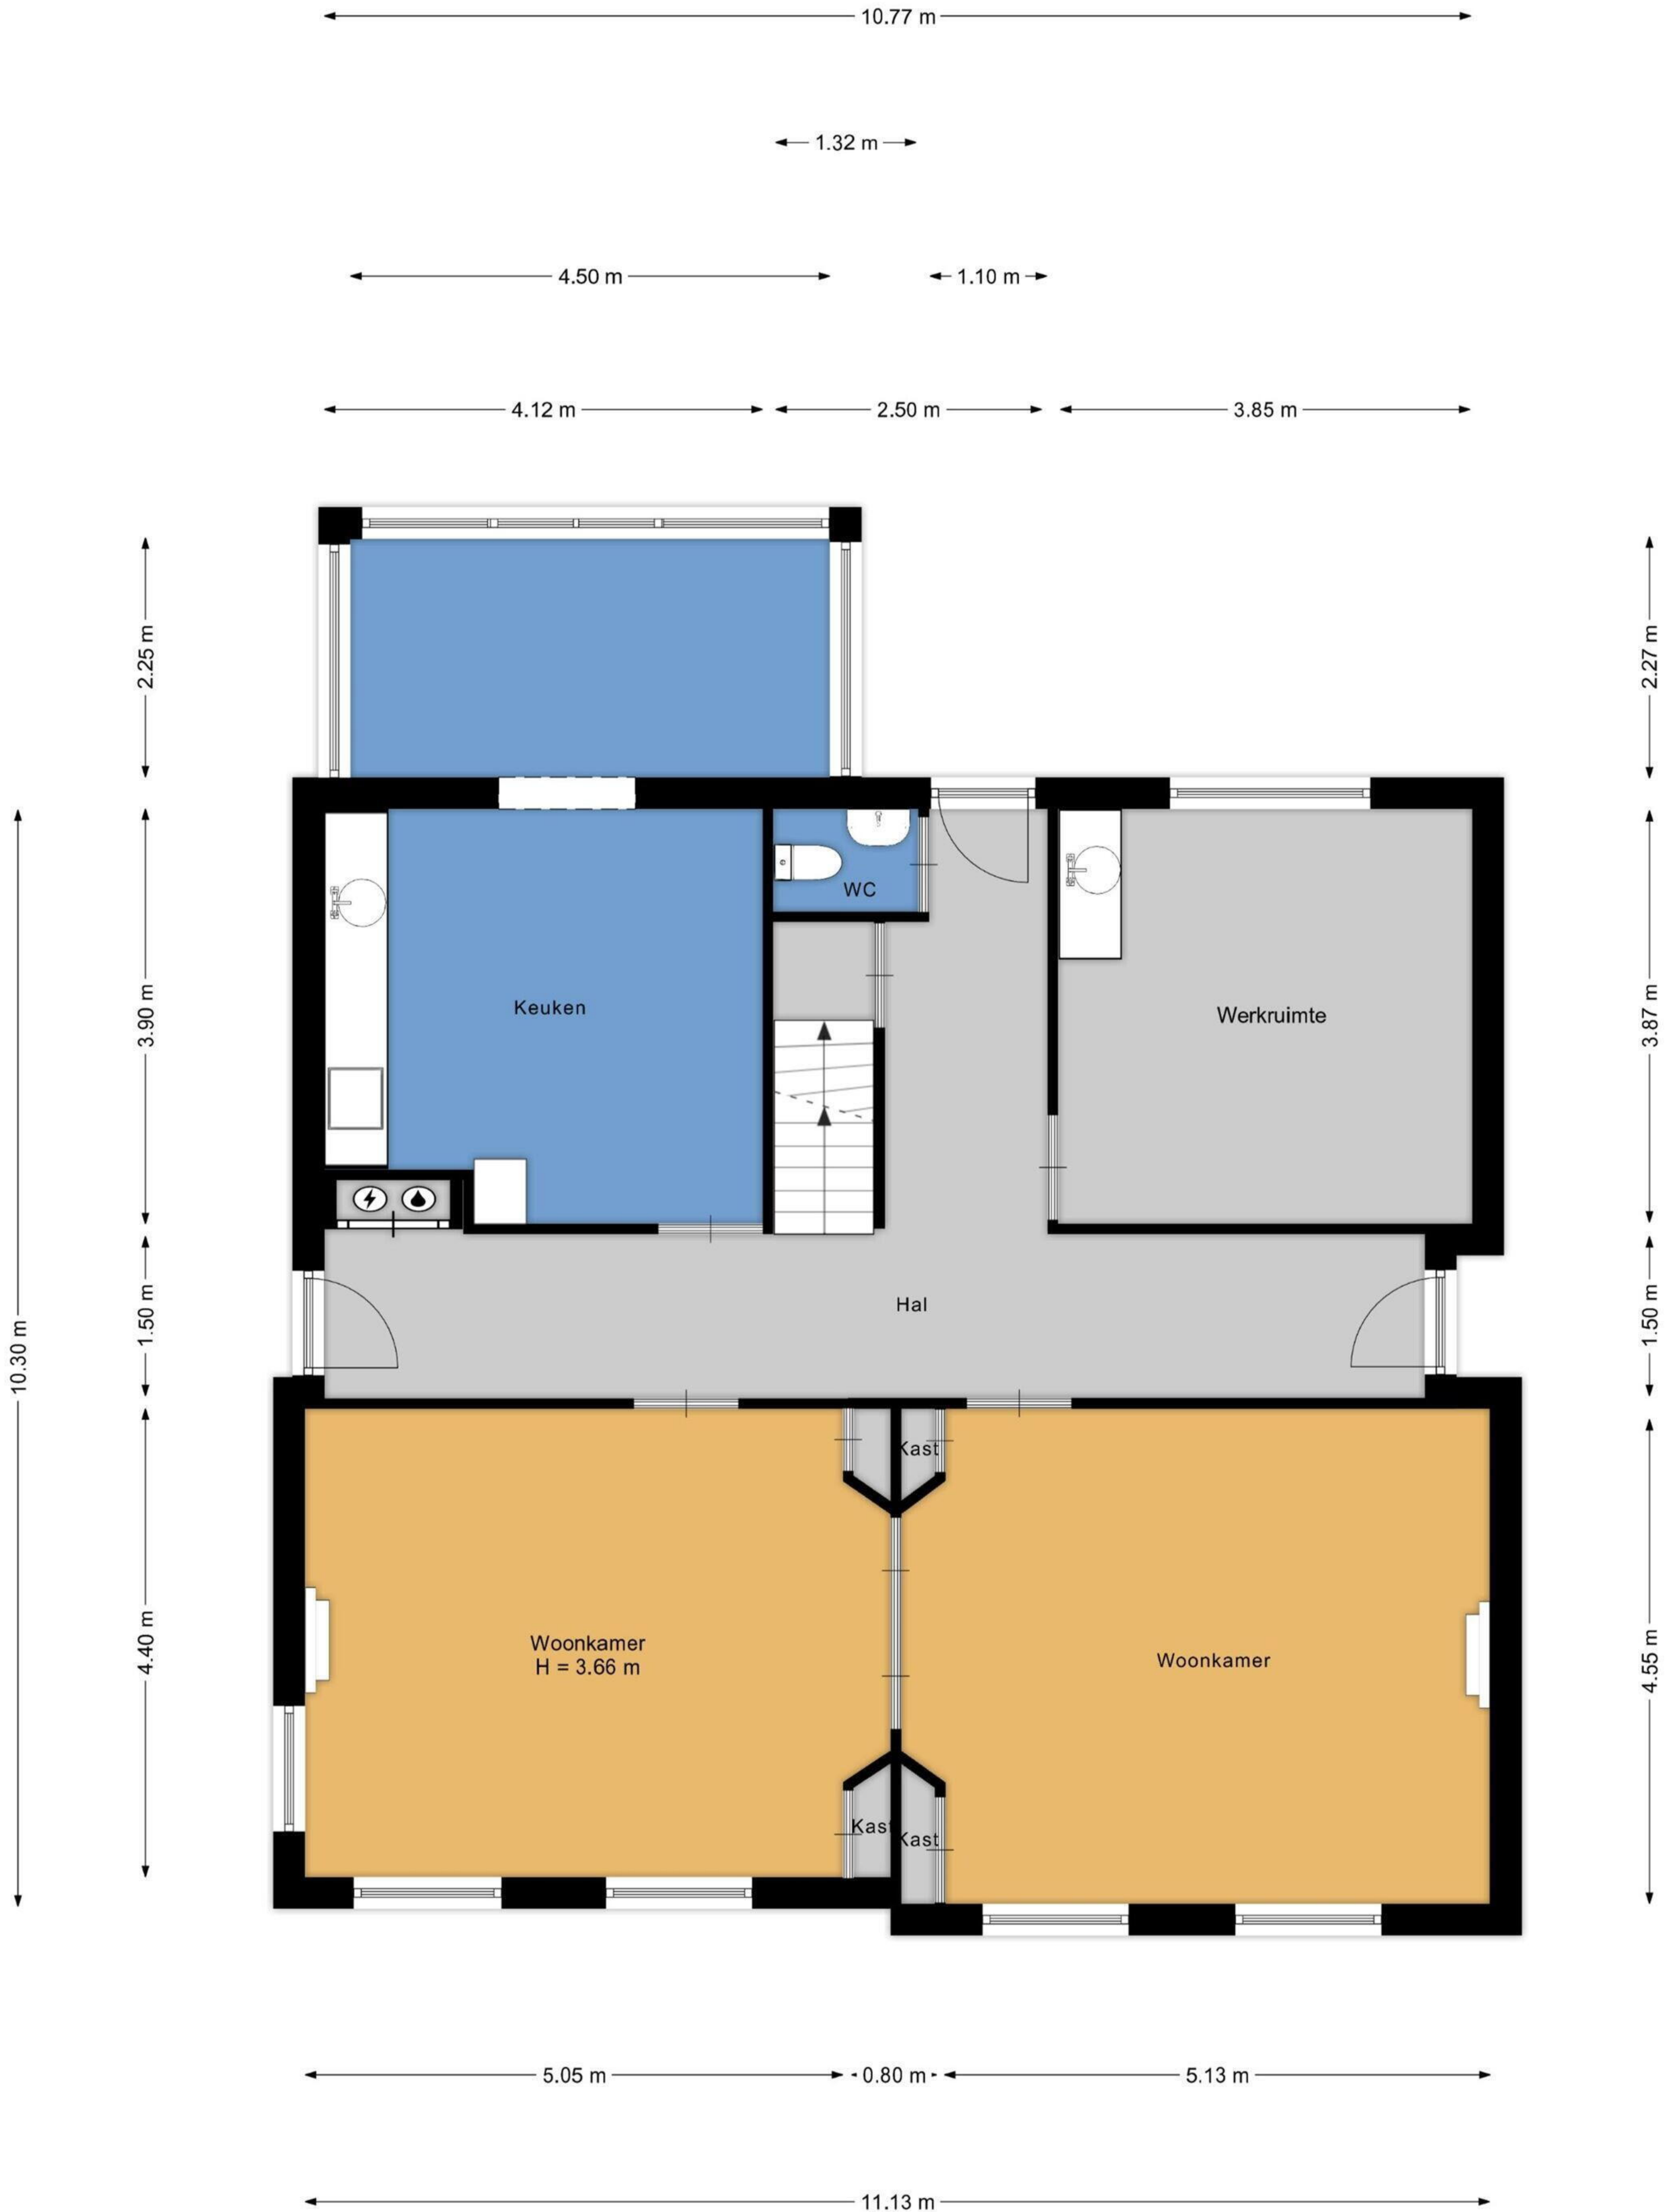 10.77 m
1.32 m
4.50 m
1.10 m
4.12 m
2.50 m
3.85 m
2.25 m
2.27 m
WC
Keuken
Werkruimte
3.90 m
3.87 m
Hal
1.50 m
1.50 m
10.30 m
Kast
Woonkamer
H = 3.66 m
Woonkamer
4.40 m
4.55 m
Kast
Kast
5.05 m
0.80 m
5.13 m
11.13 m